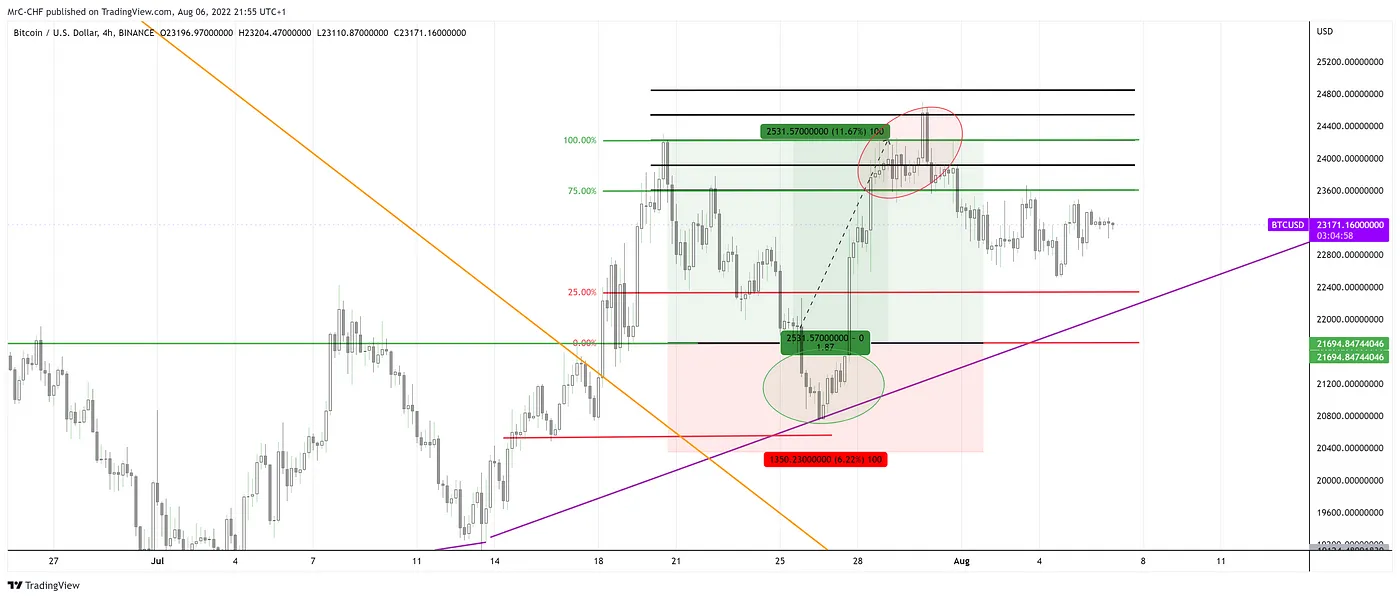 MrC-CHF published on TradingView.com, Aug 06, 2022 21:55 UTC+1
Bitcoin / U.S. Dollar, 4h, BINANCE O23196.97000000 H23204.47000000 L23110.87000000 C23171.16000000
USD
25200.00000000
24800.00000000
24400.00000000
2531.57000000 (11.67%) 100
100.00%
24000.00000000
75.00%
23600.00000000
BTCUSD 23171.16000000
03:04:58
22800.00000000
25.00%
22400.00000000
22000.00000000
2531.57000000 - 0
1.87
0.00%
21694.84744046
21694.84744046
21200.00000000
20800.00000000
1350.23000000 (6.22%) 100
20400.00000000
20000.00000000
19600.00000000
27 Jul 4 7 11 14 18 21 25 28 Aug 4 8 11
TradingView